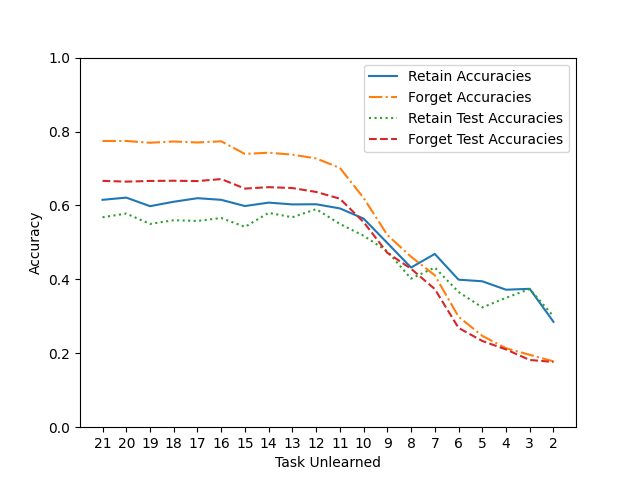 Retain Accuracies
Forget Accuracies
Retain Test Accuracies
Forget Test Accuracies
Accuracy
1.0
0.8
0.6
0.4
0.2
0.0
21 20 19 18 17 16 15 14 13 12 11 10 9 8 7 6 5 4 3 2
Task Unlearned